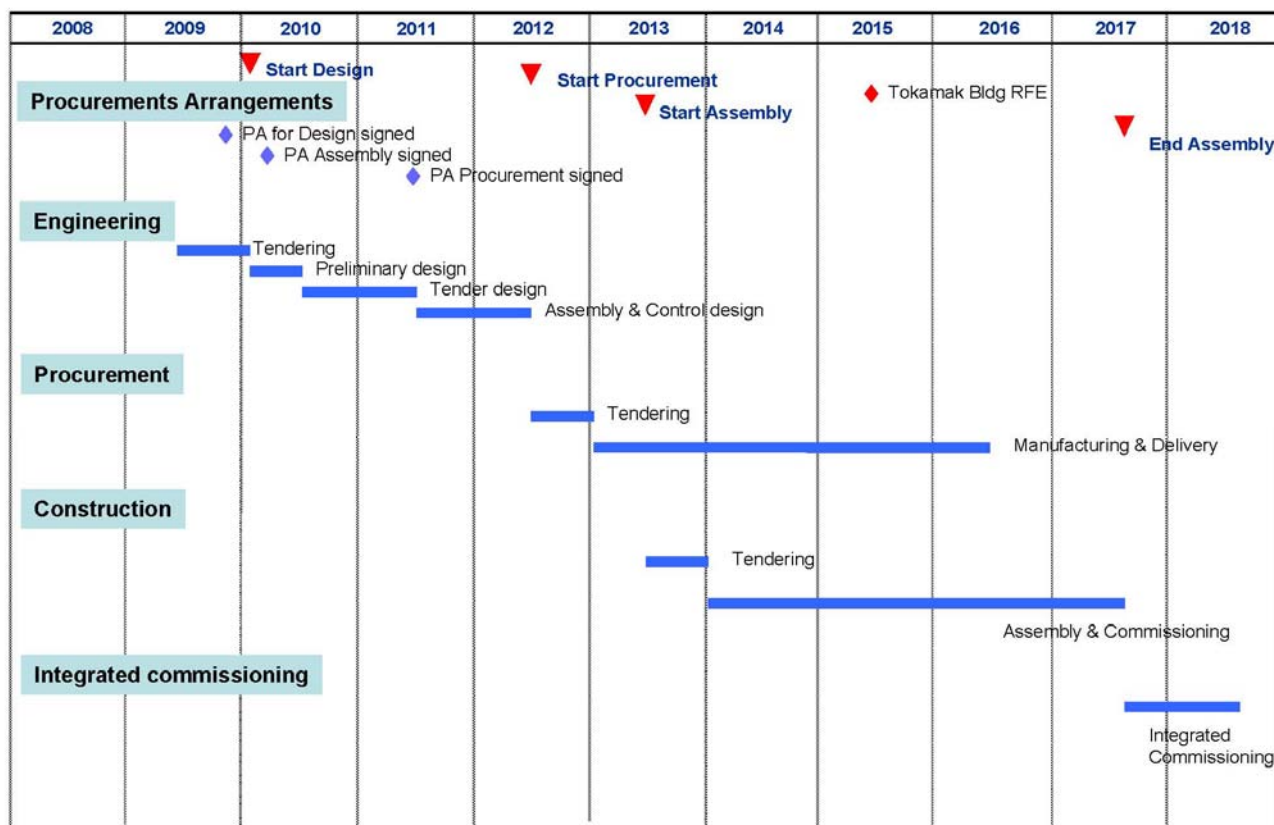 2008 2009 2010 2011 2012 2013 2014 2015 2016 2017 2018
Start Design
Start Procurement
Procurements Arrangements
Tokamak Bldg RFE
Start Assembly
PA for Design signed
End Assembly
PA Assembly signed
PA Procurement signed
Engineering
Tendering
Preliminary design
Tender design
Assembly & Control design
Procurement
Tendering
Manufacturing & Delivery
Construction
Tendering
Assembly & Commissioning
Integrated commissioning
Integrated
Commissioning